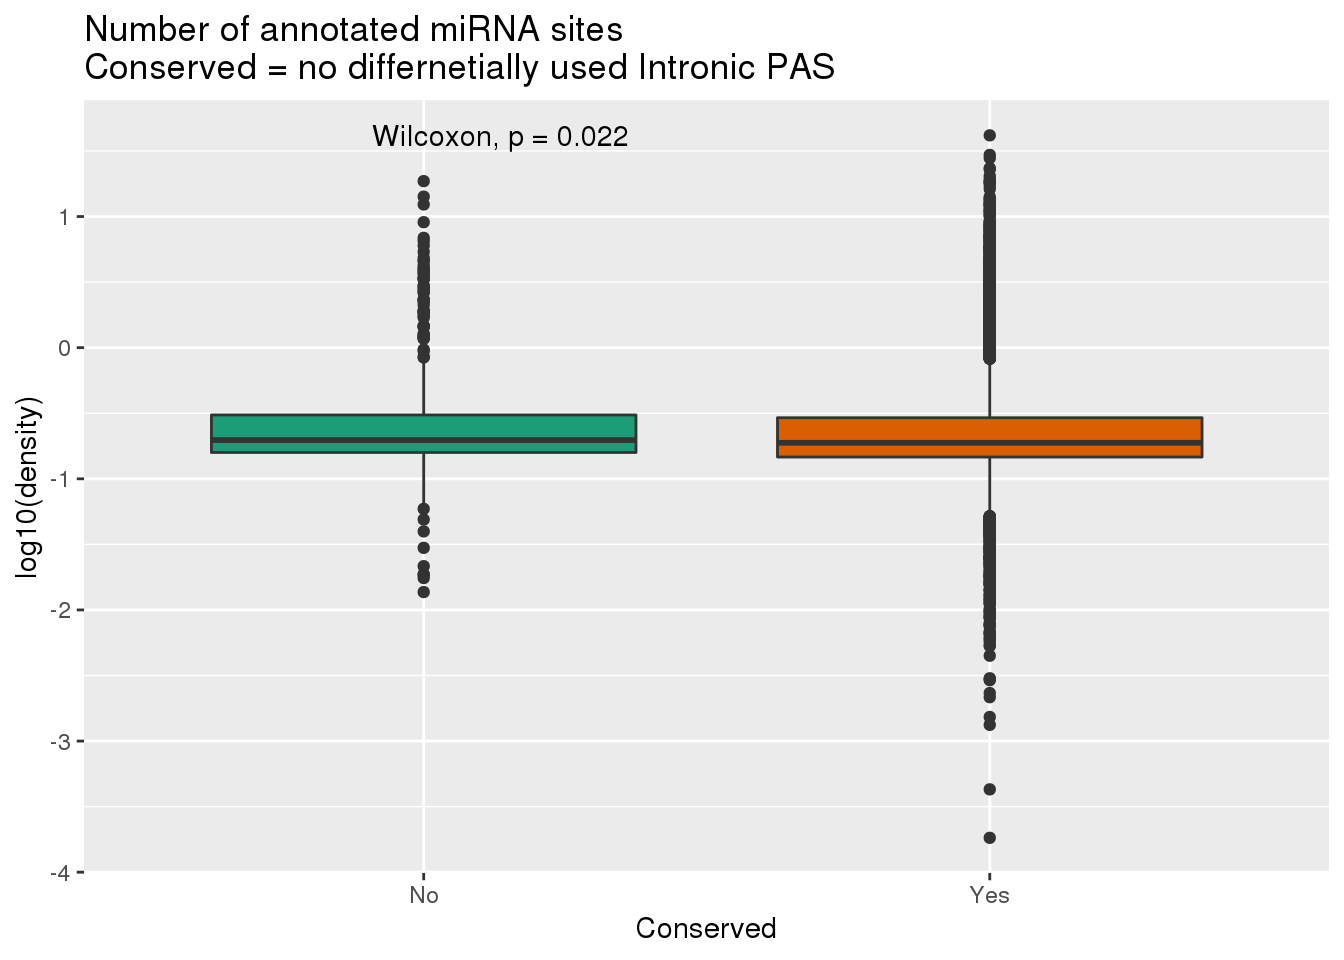 Number of annotated miRNA sites
Conserved = no differnetially used Intronic PAS
Wilcoxon, p = 0.022
1
0
-1
-2
-3
-4
log10(density)
No
Yes
Conserved